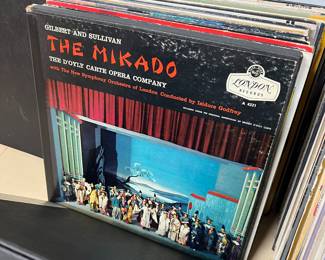 GILBERT AND SULLIVAN
THE MIKADO
THE D'OYLY CARTE OPERA COMPANY
with The New Symphony Orchestra of London Conducted by Isidore Godfrey
LONDON
RECORDS
A 4231